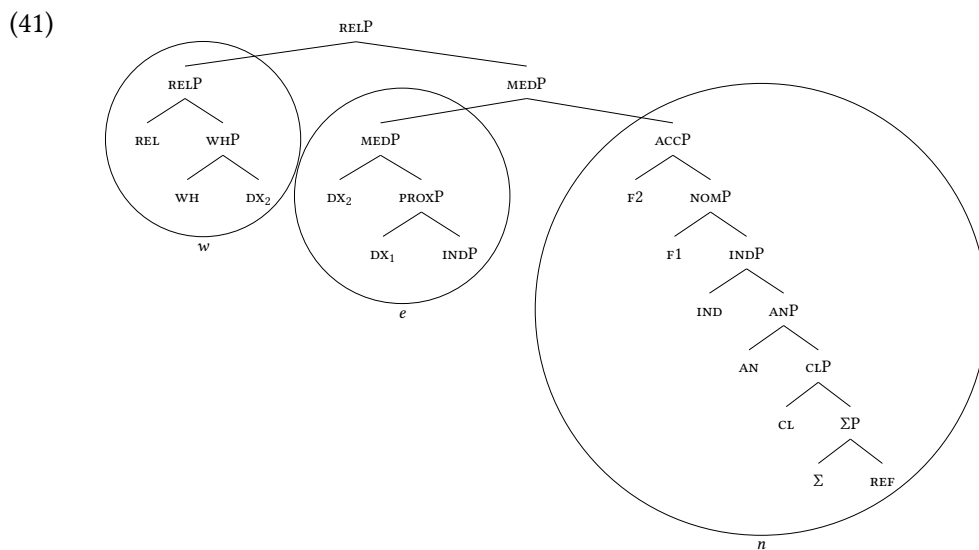 (41)
RELP
RELP MEDP
REL WHP MEDP ACCP
WH DX₂ DX₂ PROXP F2 NOMP
w DX₁ INDP F1 INDP
e IND ANP
AN CLP
CL ΣP
Σ REF
n